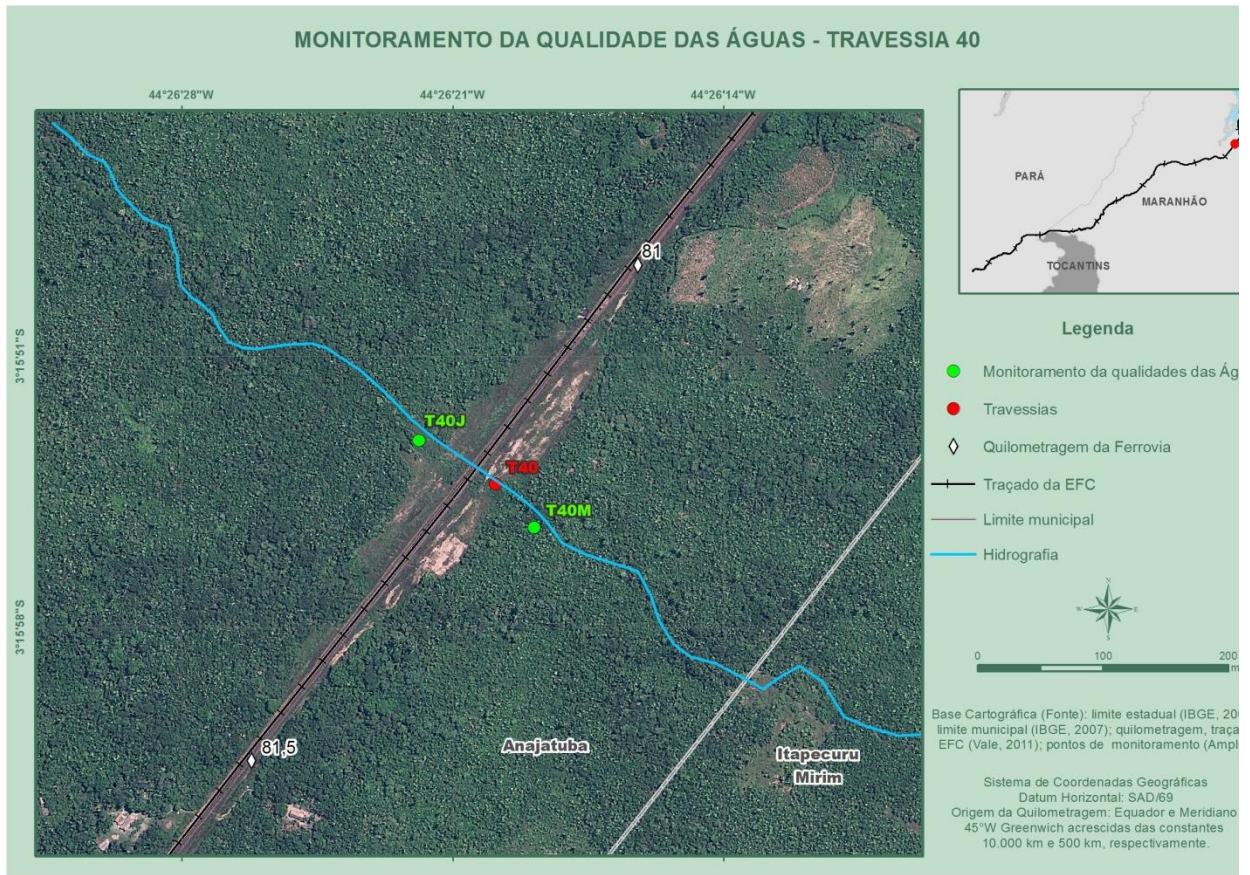 MONITORAMENTO DA QUALIDADE DAS ÁGUAS - TRAVESSIA 40
44°26'28"W
44°26'21"W
44°26'14"W
3°15'51"S
3°15'58"S
81
T40J
T40
T40M
81,5
Anajatuba
Itapecuru
Mirim
PARÁ
MARANHÃO
TOCANTINS
Legenda
Monitoramento da qualidades das Ág
Travessias
Quilometragem da Ferrovia
Traçado da EFC
Limite municipal
Hidrografia
N
W
E
S
0
100
200
m
Base Cartográfica (Fonte): limite estadual (IBGE, 20
limite municipal (IBGE, 2007); quilometragem, traça
EFC (Vale, 2011); pontos de monitoramento (Ampl
Sistema de Coordenadas Geográficas
Datum Horizontal: SAD/69
Origem da Quilometragem: Equador e Meridiano
45°W Greenwich acrescidas das constantes
10.000 km e 500 km, respectivamente.